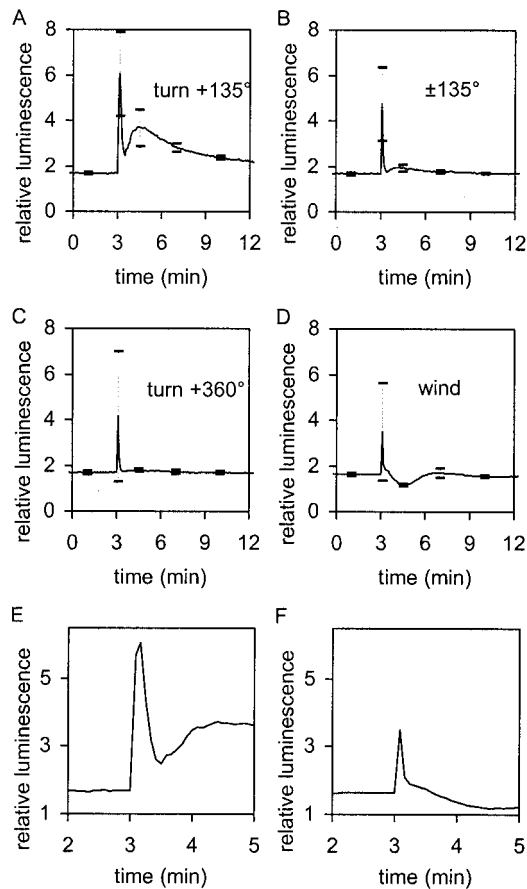 A
relative luminescence
8
6
4
2
0
turn +135°
0 3 6 9 12
time (min)
B
relative luminescence
8
6
4
2
0
±135°
0 3 6 9 12
time (min)
C
relative luminescence
8
6
4
2
0
turn +360°
0 3 6 9 12
time (min)
D
relative luminescence
8
6
4
2
0
wind
0 3 6 9 12
time (min)
E
relative luminescence
5
3
1
2 3 4 5
time (min)
F
relative luminescence
5
3
1
2 3 4 5
time (min)